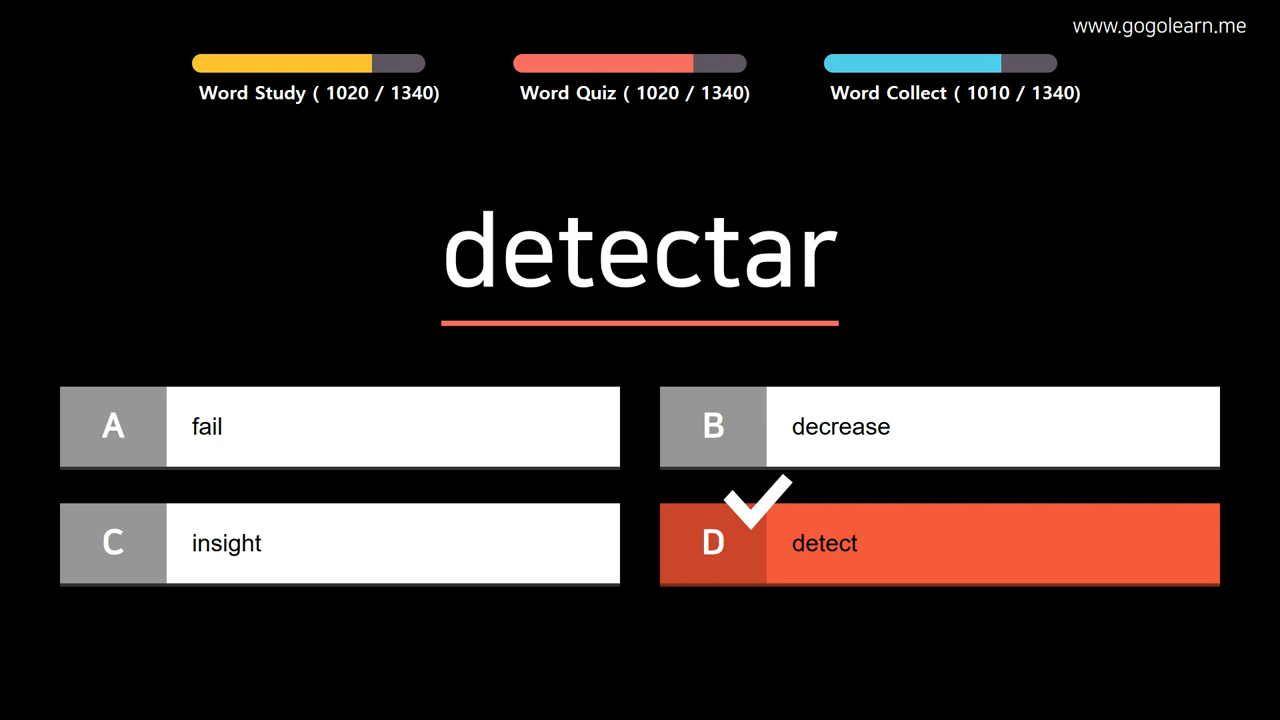 www.gogolearn.me
Word Study ( 1020 / 1340)
Word Quiz ( 1020 / 1340)
Word Collect ( 1010 / 1340)
detectar
A fail
B decrease
C insight
D detect